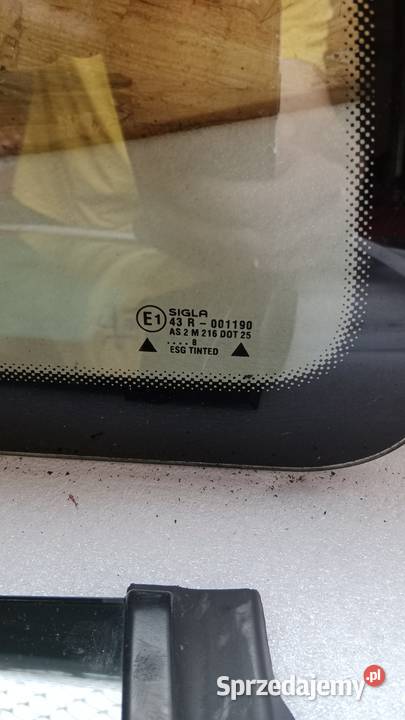 E1
SIGLA
43 R - 001190
AS 2 M 216 DOT 25
.... 8
ESG TINTED
Sprzedajemy.pl